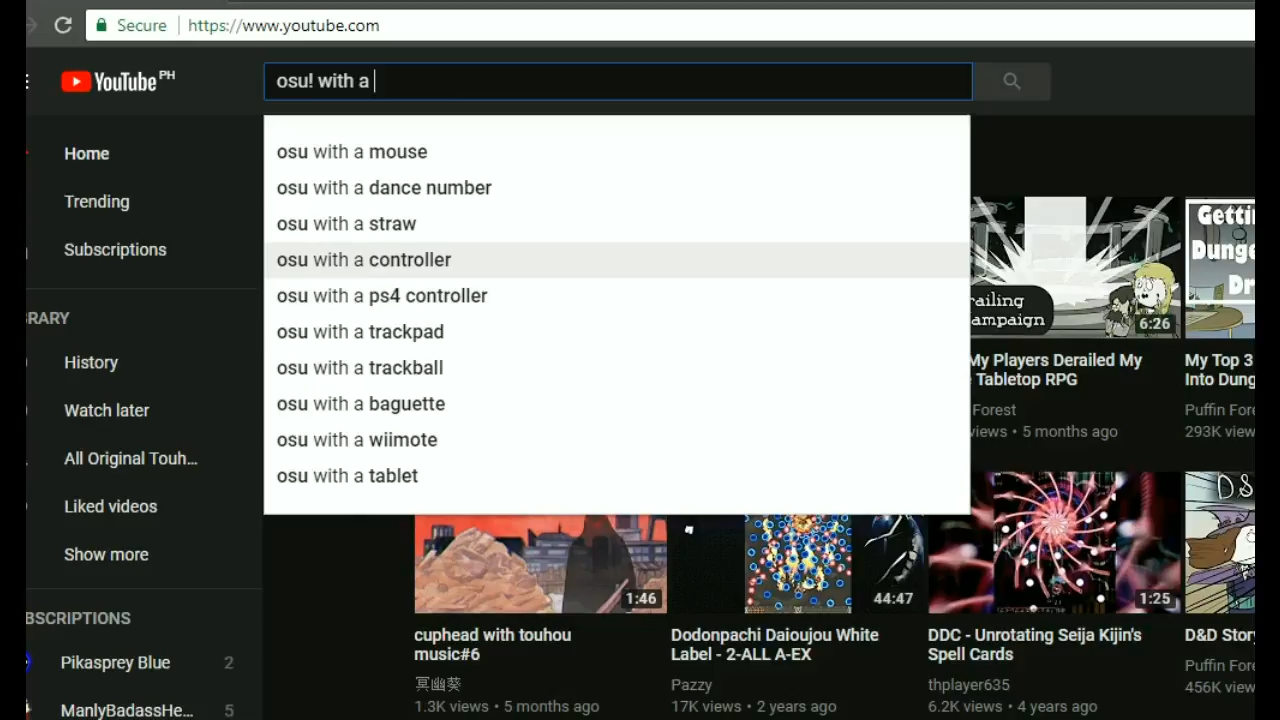 Secure https://www.youtube.com
YouTube PH
osu! with a
osu with a mouse
osu with a dance number
osu with a straw
osu with a controller
osu with a ps4 controller
osu with a trackpad
osu with a trackball
osu with a baguette
osu with a wiimote
osu with a tablet
Home
Trending
Subscriptions
BRARY
History
Watch later
All Original Touh...
Liked videos
Show more
BSCRIPTIONS
Pikasprey Blue 2
ManlyBadassHe... 5
railing
ampaign
6:26
My Players Derailed My
Tabletop RPG
Forest
views • 5 months ago
Getti
Dunge
Dr
My Top 3
Into Dung
Puffin Fore
293K view
1:46
cuphead with touhou
music#6
冥幽葵
1.3K views • 5 months ago
44:47
Dodonpachi Daioujou White
Label - 2-ALL A-EX
Pazzy
17K views • 2 years ago
1:25
DDC - Unrotating Seija Kijin's
Spell Cards
thplayer635
6.2K views • 4 years ago
DS
D&D Story
Puffin Fore
456K view